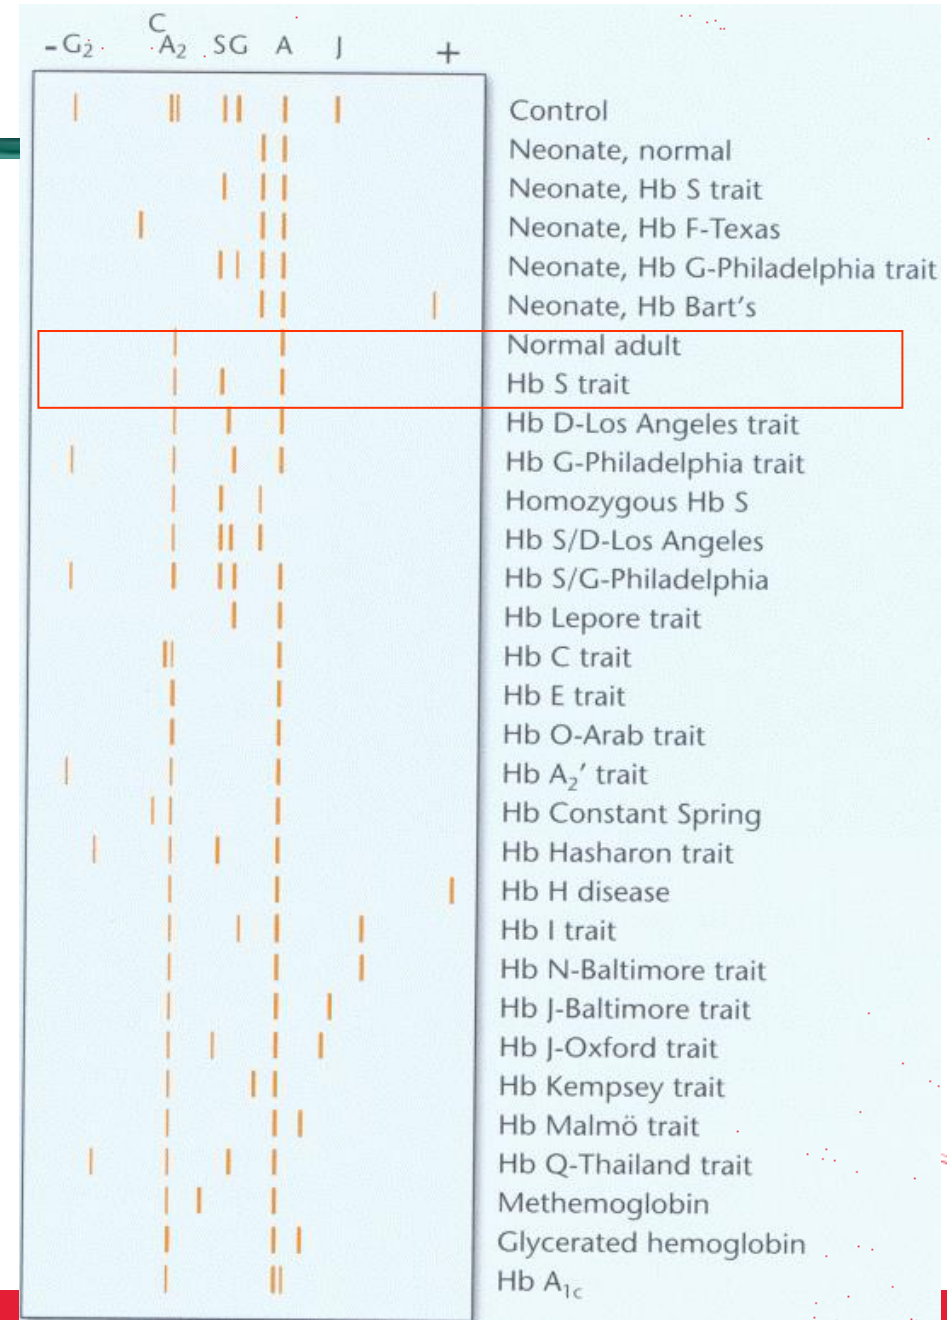 C
- G₂ A₂ S G A J +
Control
Neonate, normal
Neonate, Hb S trait
Neonate, Hb F-Texas
Neonate, Hb G-Philadelphia trait
Neonate, Hb Bart's
Normal adult
Hb S trait
Hb D-Los Angeles trait
Hb G-Philadelphia trait
Homozygous Hb S
Hb S/D-Los Angeles
Hb S/G-Philadelphia
Hb Lepore trait
Hb C trait
Hb E trait
Hb O-Arab trait
Hb A₂′ trait
Hb Constant Spring
Hb Hasharon trait
Hb H disease
Hb I trait
Hb N-Baltimore trait
Hb J-Baltimore trait
Hb J-Oxford trait
Hb Kempsey trait
Hb Malmö trait
Hb Q-Thailand trait
Methemoglobin
Glycerated hemoglobin
Hb A₁c